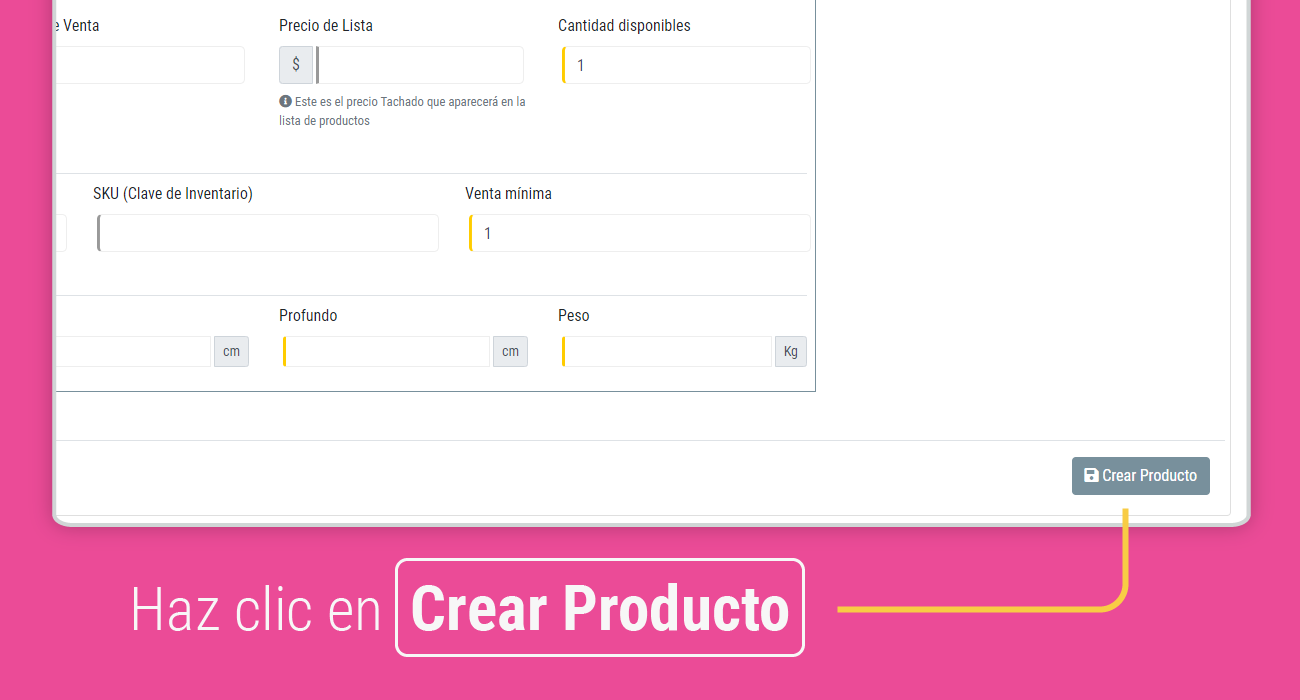 e Venta
Precio de Lista
Cantidad disponibles
$
1
Este es el precio Tachado que aparecerá en la
lista de productos
SKU (Clave de Inventario)
Venta mínima
1
Profundo
Peso
cm
cm
Kg
Crear Producto
Haz clic en Crear Producto